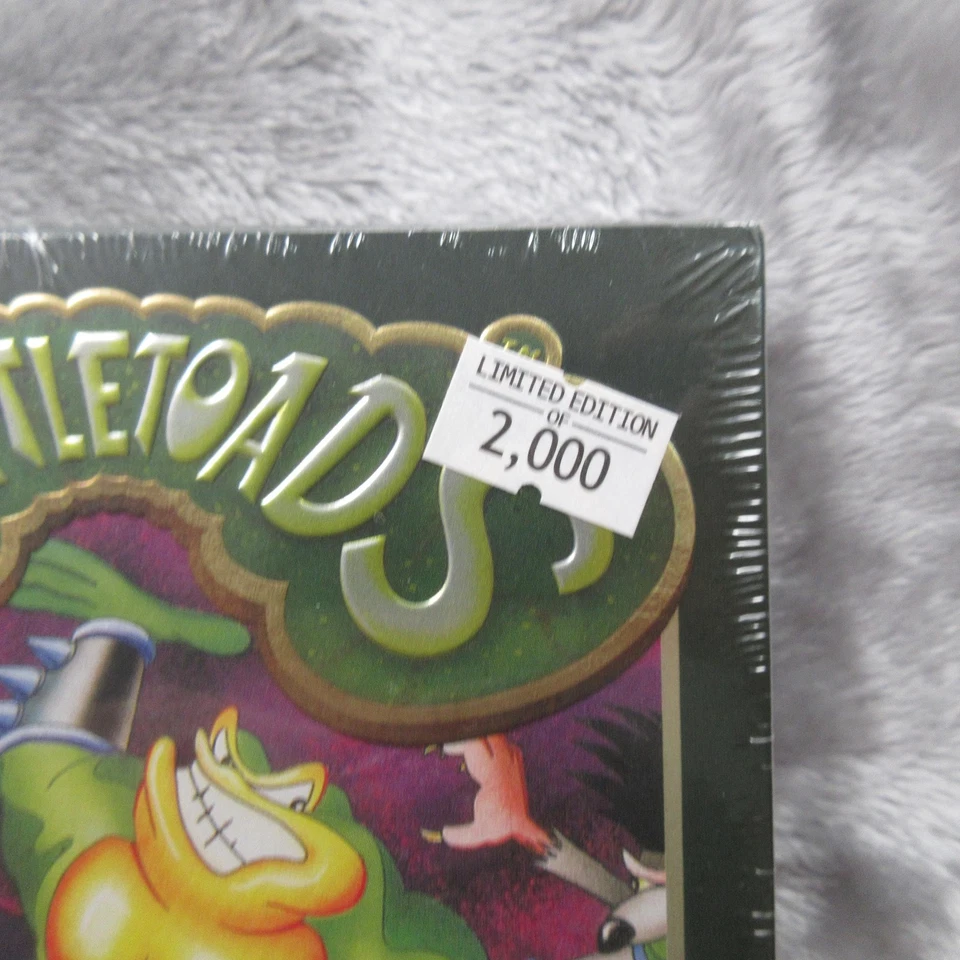 TLETOADS
LIMITED EDITION
OF
2,000